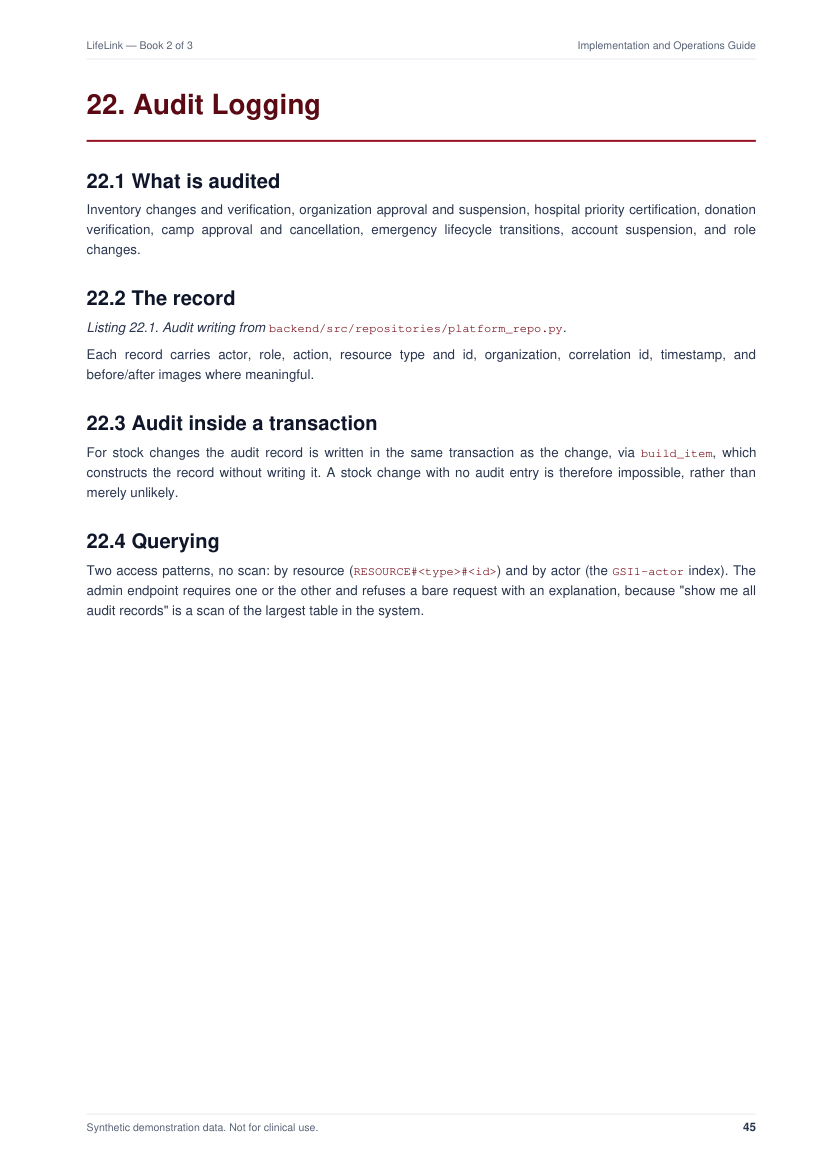 LifeLink — Book 2 of 3
Implementation and Operations Guide
22. Audit Logging
22.1 What is audited
Inventory changes and verification, organization approval and suspension, hospital priority certification, donation
verification, camp approval and cancellation, emergency lifecycle transitions, account suspension, and role
changes.
22.2 The record
Listing 22.1. Audit writing from backend/src/repositories/platform_repo.py.
Each record carries actor, role, action, resource type and id, organization, correlation id, timestamp, and
before/after images where meaningful.
22.3 Audit inside a transaction
For stock changes the audit record is written in the same transaction as the change, via build_item, which
constructs the record without writing it. A stock change with no audit entry is therefore impossible, rather than
merely unlikely.
22.4 Querying
Two access patterns, no scan: by resource (RESOURCE#<type>#<id>) and by actor (the GSI1-actor index). The
admin endpoint requires one or the other and refuses a bare request with an explanation, because "show me all
audit records" is a scan of the largest table in the system.
Synthetic demonstration data. Not for clinical use.
45